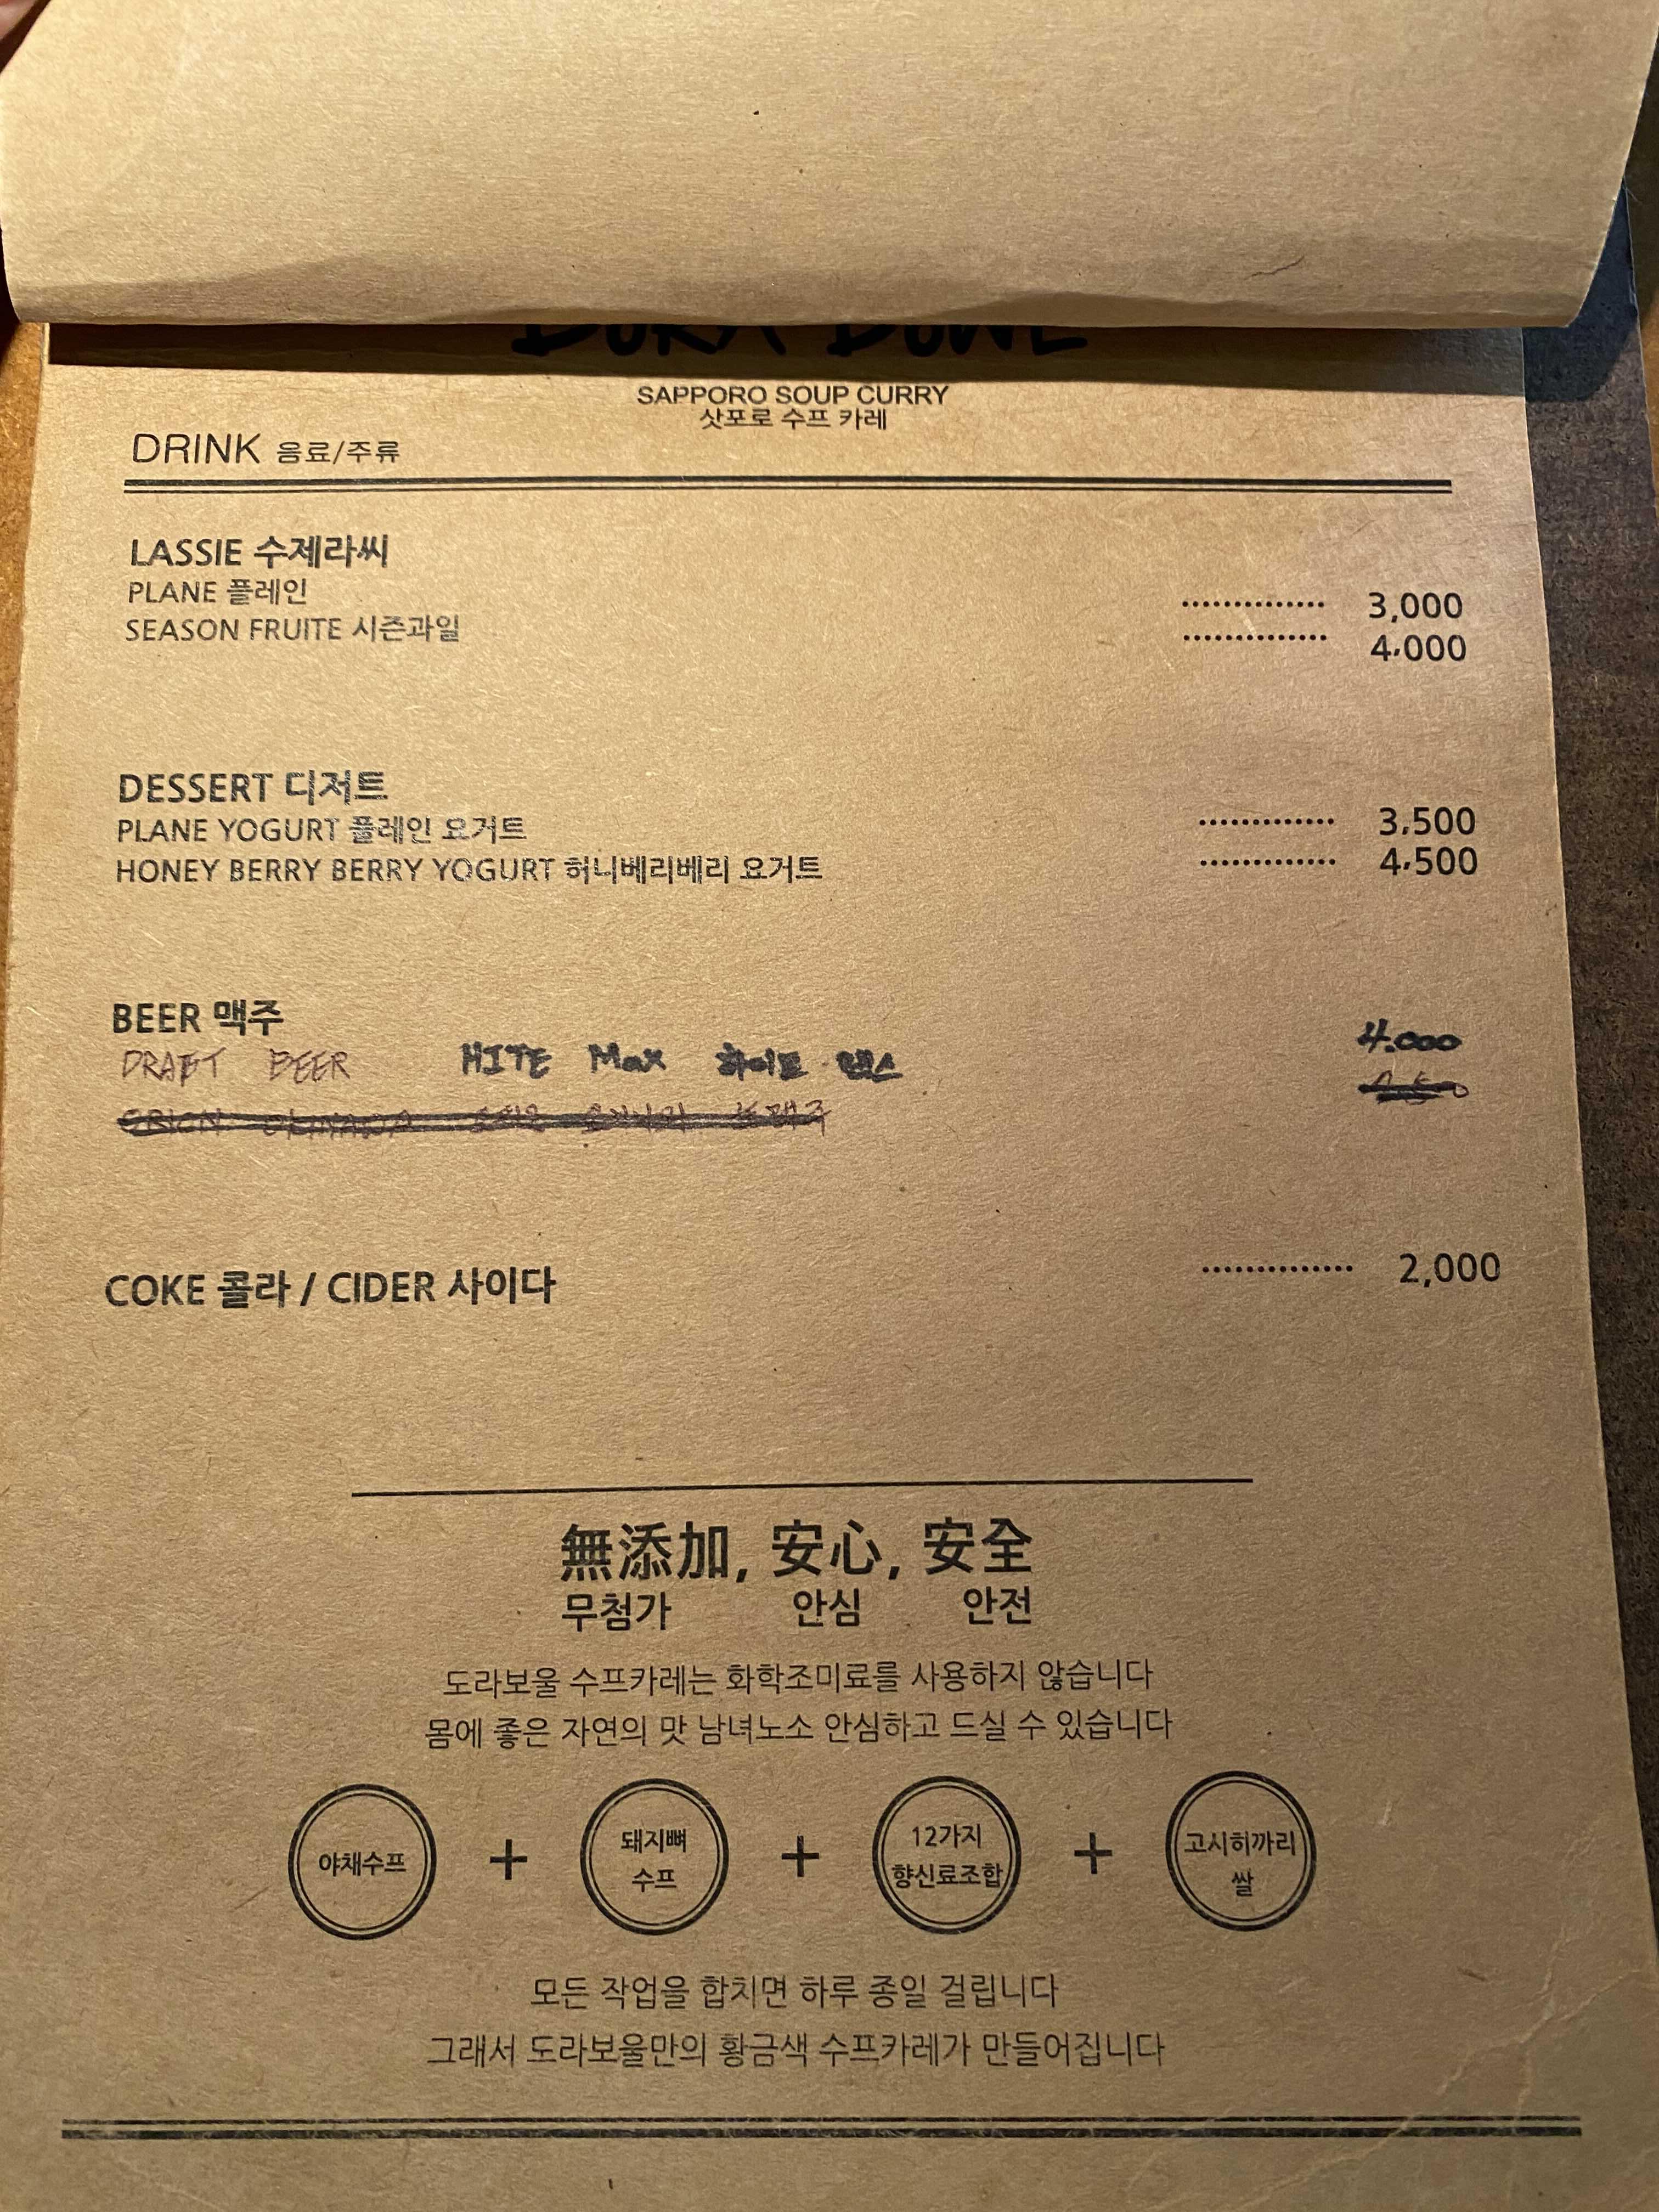 DORA BOWL
SAPPORO SOUP CURRY
삿포로 수프 카레
DRINK 음료/주류
LASSIE 수제라씨
PLANE 플레인 ·············· 3,000
SEASON FRUITE 시즌과일 ·············· 4,000
DESSERT 디저트
PLANE YOGURT 플레인 요거트 ············· 3,500
HONEY BERRY BERRY YOGURT 허니베리베리 요거트 ············· 4,500
BEER 맥주
DRAFT BEER HITE Max 하이트 맥스 4.000
ORION OKINAWA
COKE 콜라 / CIDER 사이다 ·············· 2,000
無添加, 安心, 安全
무첨가 안심 안전
도라보울 수프카레는 화학조미료를 사용하지 않습니다
몸에 좋은 자연의 맛 남녀노소 안심하고 드실 수 있습니다
야채수프 + 돼지뼈 수프 + 12가지 향신료조합 + 고시히까리 쌀
모든 작업을 합치면 하루 종일 걸립니다
그래서 도라보울만의 황금색 수프카레가 만들어집니다